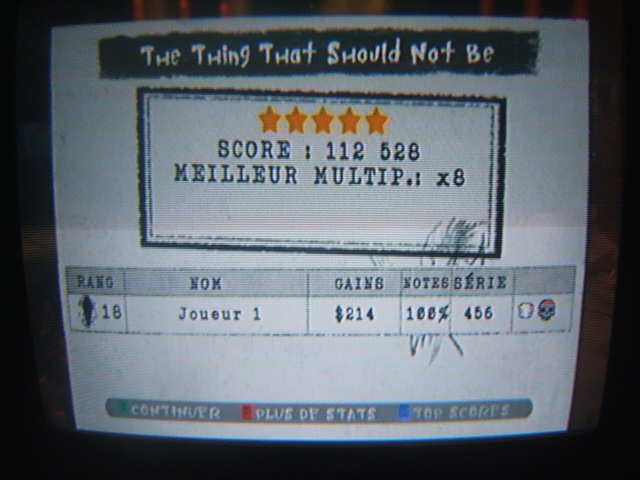 The Thing That Should Not Be
SCORE : 112 528
MEILLEUR MULTIP.: x8
RANG NOM GAINS NOTES SÉRIE
18 Joueur 1 $214 100% 456
CONTINUER PLUS DE STATS TOP SCORES